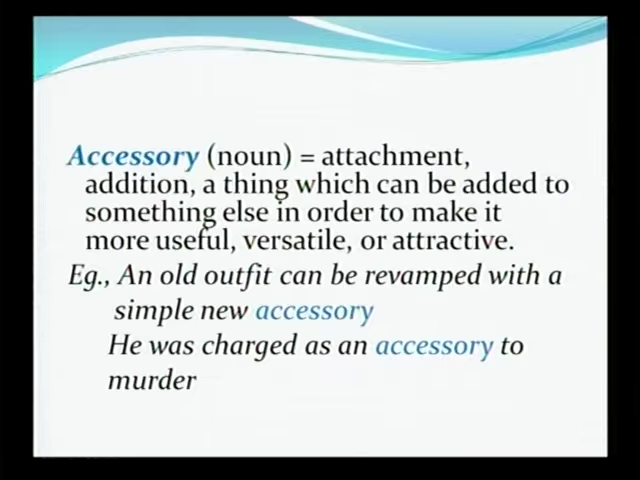 Accessory (noun) = attachment,
addition, a thing which can be added to
something else in order to make it
more useful, versatile, or attractive.
Eg., An old outfit can be revamped with a
simple new accessory
He was charged as an accessory to
murder